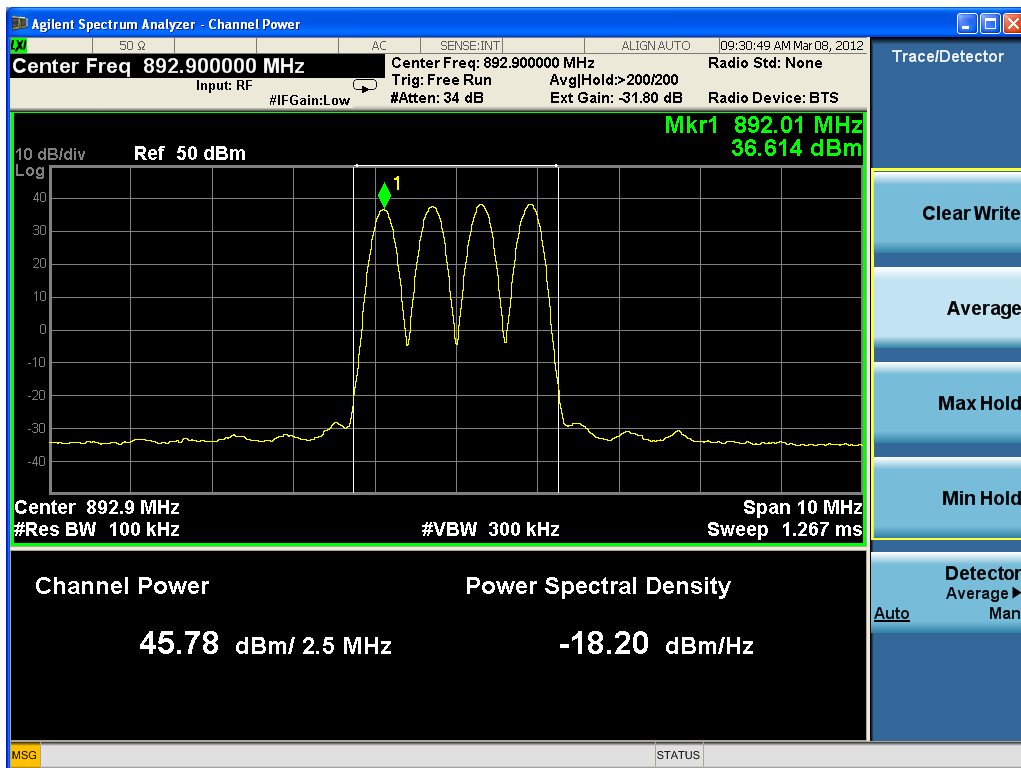 Agilent Spectrum Analyzer - Channel Power
LXI 50 Ω AC SENSE:INT ALIGN AUTO 09:30:49 AM Mar 08, 2012
Center Freq 892.900000 MHz
Input: RF
#IFGain:Low
Center Freq: 892.900000 MHz
Trig: Free Run
#Atten: 34 dB
Avg|Hold:>200/200
Ext Gain: -31.80 dB
Radio Std: None
Radio Device: BTS
Mkr1 892.01 MHz
36.614 dBm
10 dB/div
Log
Ref 50 dBm
1
40
30
20
10
0
-10
-20
-30
-40
Center 892.9 MHz
Span 10 MHz
#Res BW 100 kHz
#VBW 300 kHz
Sweep 1.267 ms
Channel Power
Power Spectral Density
45.78 dBm/ 2.5 MHz
-18.20 dBm/Hz
MSG
STATUS
Trace/Detector
Clear Write
Average
Max Hold
Min Hold
Detector
Average
Auto Man